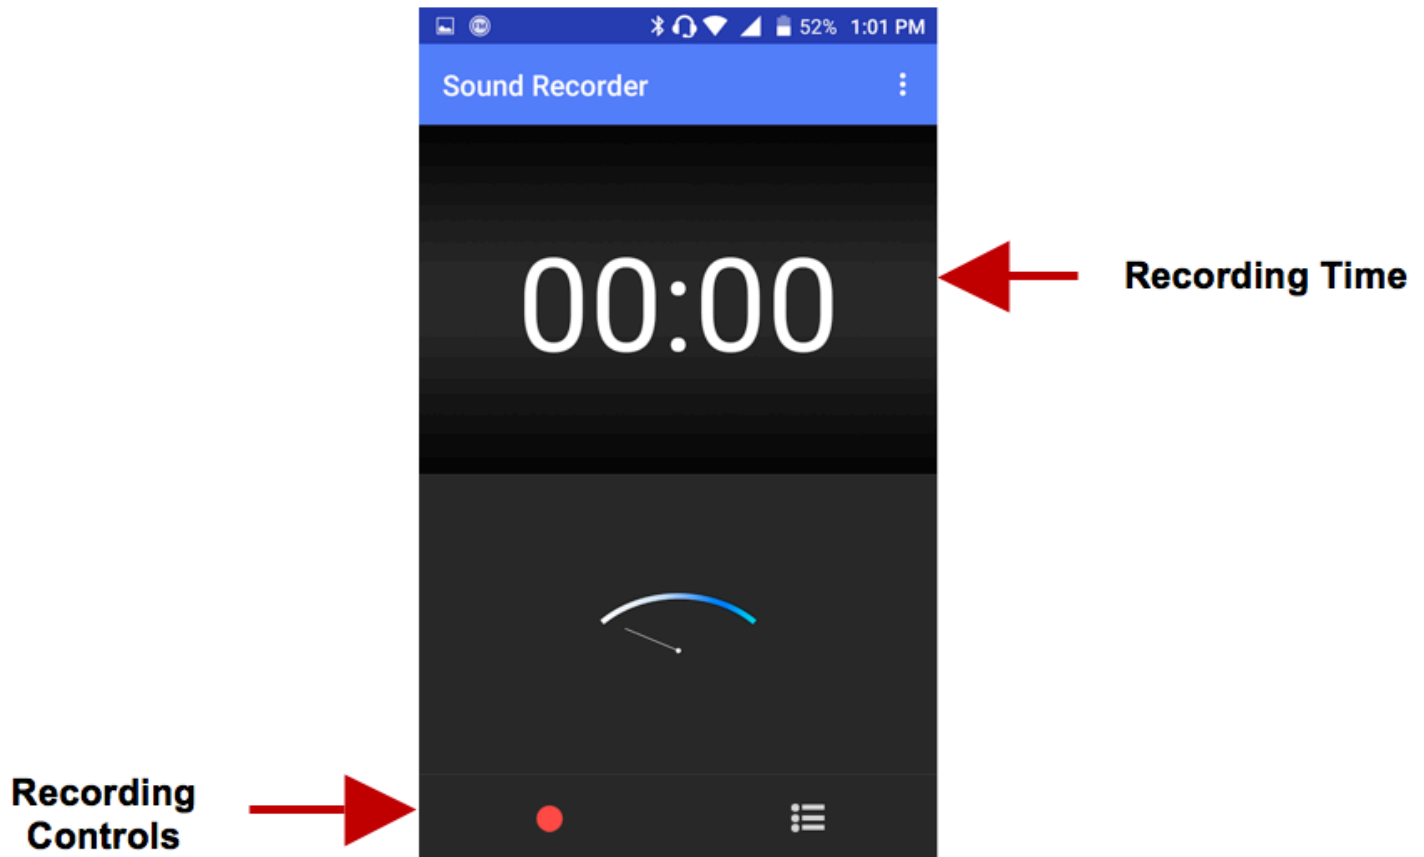 52% 1:01 PM
Sound Recorder
00:00
Recording Time
Recording
Controls